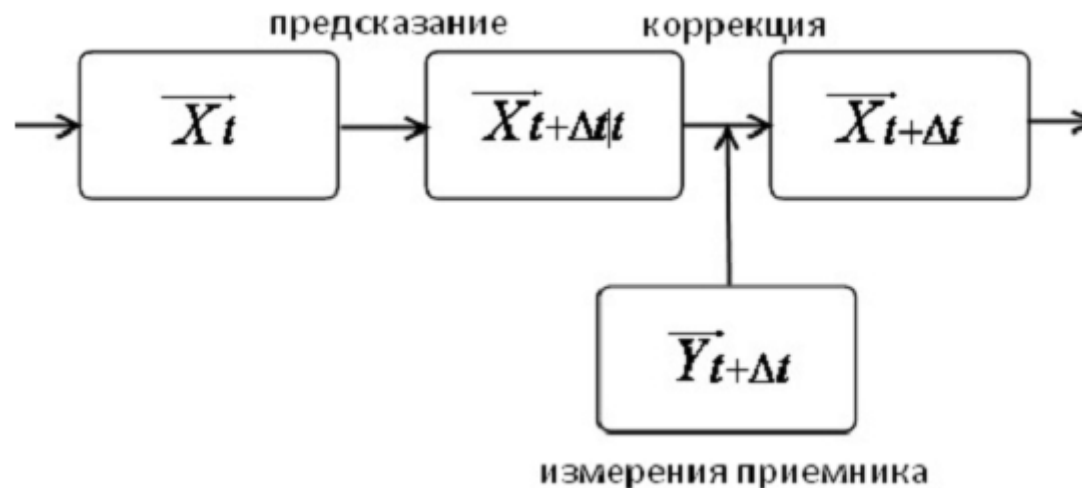 предсказание коррекция
Xt Xt+Δt|t Xt+Δt
Yt+Δt
измерения приемника